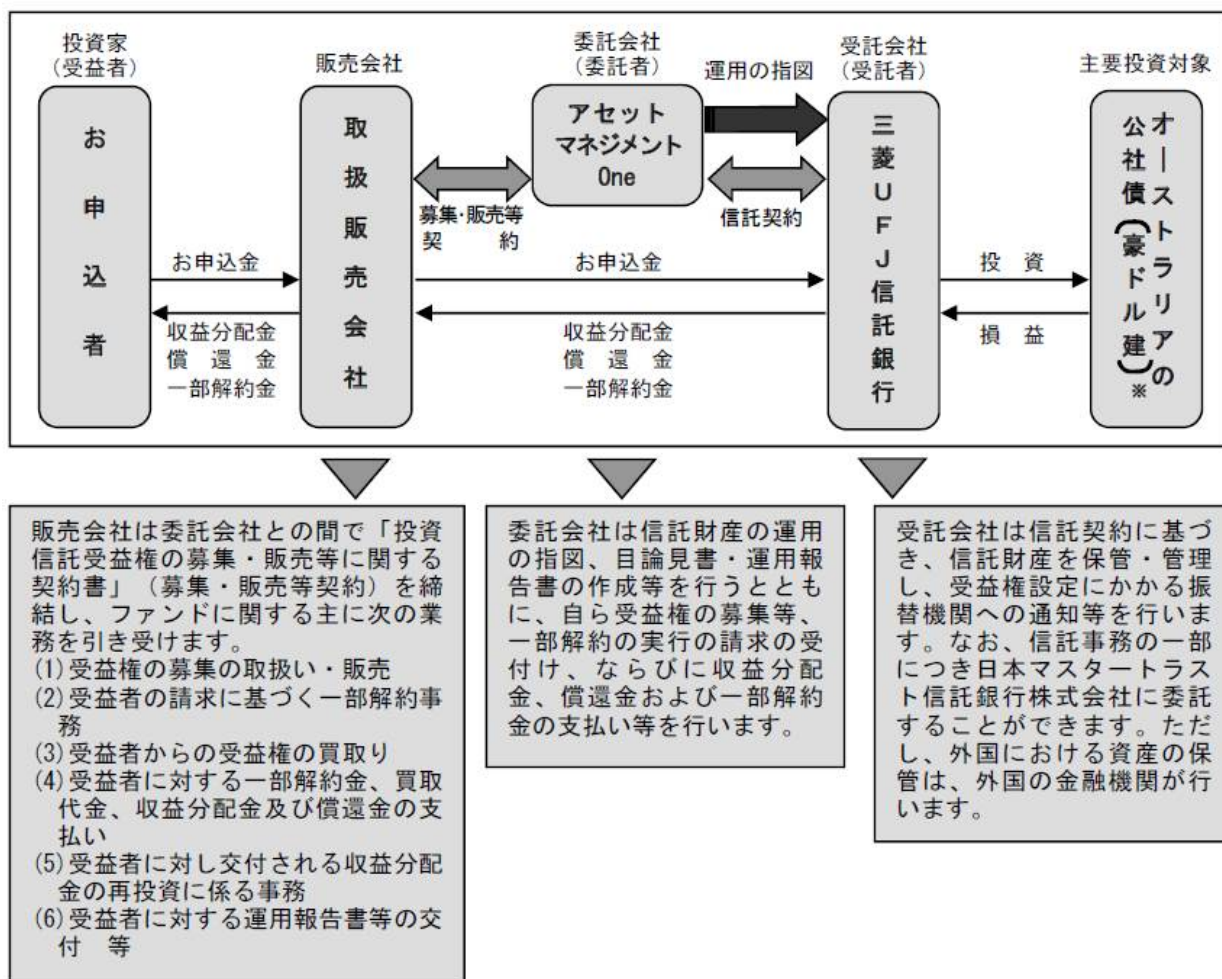 投資家
（受益者）
お申込者
販売会社
取扱販売会社
委託会社
（委託者）
アセット
マネジメント
One
運用の指図
受託会社
（受託者）
三菱ＵＦＪ信託銀行
主要投資対象
オーストラリアの
公社債（豪ドル建）※
募集・販売等
契　　約
信託契約
お申込金
収益分配金
償　還　金
一部解約金
お申込金
収益分配金
償　還　金
一部解約金
投　資
損　益
販売会社は委託会社との間で「投資
信託受益権の募集・販売等に関する
契約書」（募集・販売等契約）を締
結し、ファンドに関する主に次の業
務を引き受けます。
(1)受益権の募集の取扱い・販売
(2)受益者の請求に基づく一部解約事
務
(3)受益者からの受益権の買取り
(4)受益者に対する一部解約金、買取
代金、収益分配金及び償還金の支
払い
(5)受益者に対し交付される収益分配
金の再投資に係る事務
(6)受益者に対する運用報告書等の交
付　等
委託会社は信託財産の運用
の指図、目論見書・運用報
告書の作成等を行うととも
に、自ら受益権の募集等、
一部解約の実行の請求の受
付け、ならびに収益分配
金、償還金および一部解約
金の支払い等を行います。
受託会社は信託契約に基づ
き、信託財産を保管・管理
し、受益権設定にかかる振
替機関への通知等を行いま
す。なお、信託事務の一部
につき日本マスタートラス
ト信託銀行株式会社に委託
することができます。ただ
し、外国における資産の保
管は、外国の金融機関が行
います。